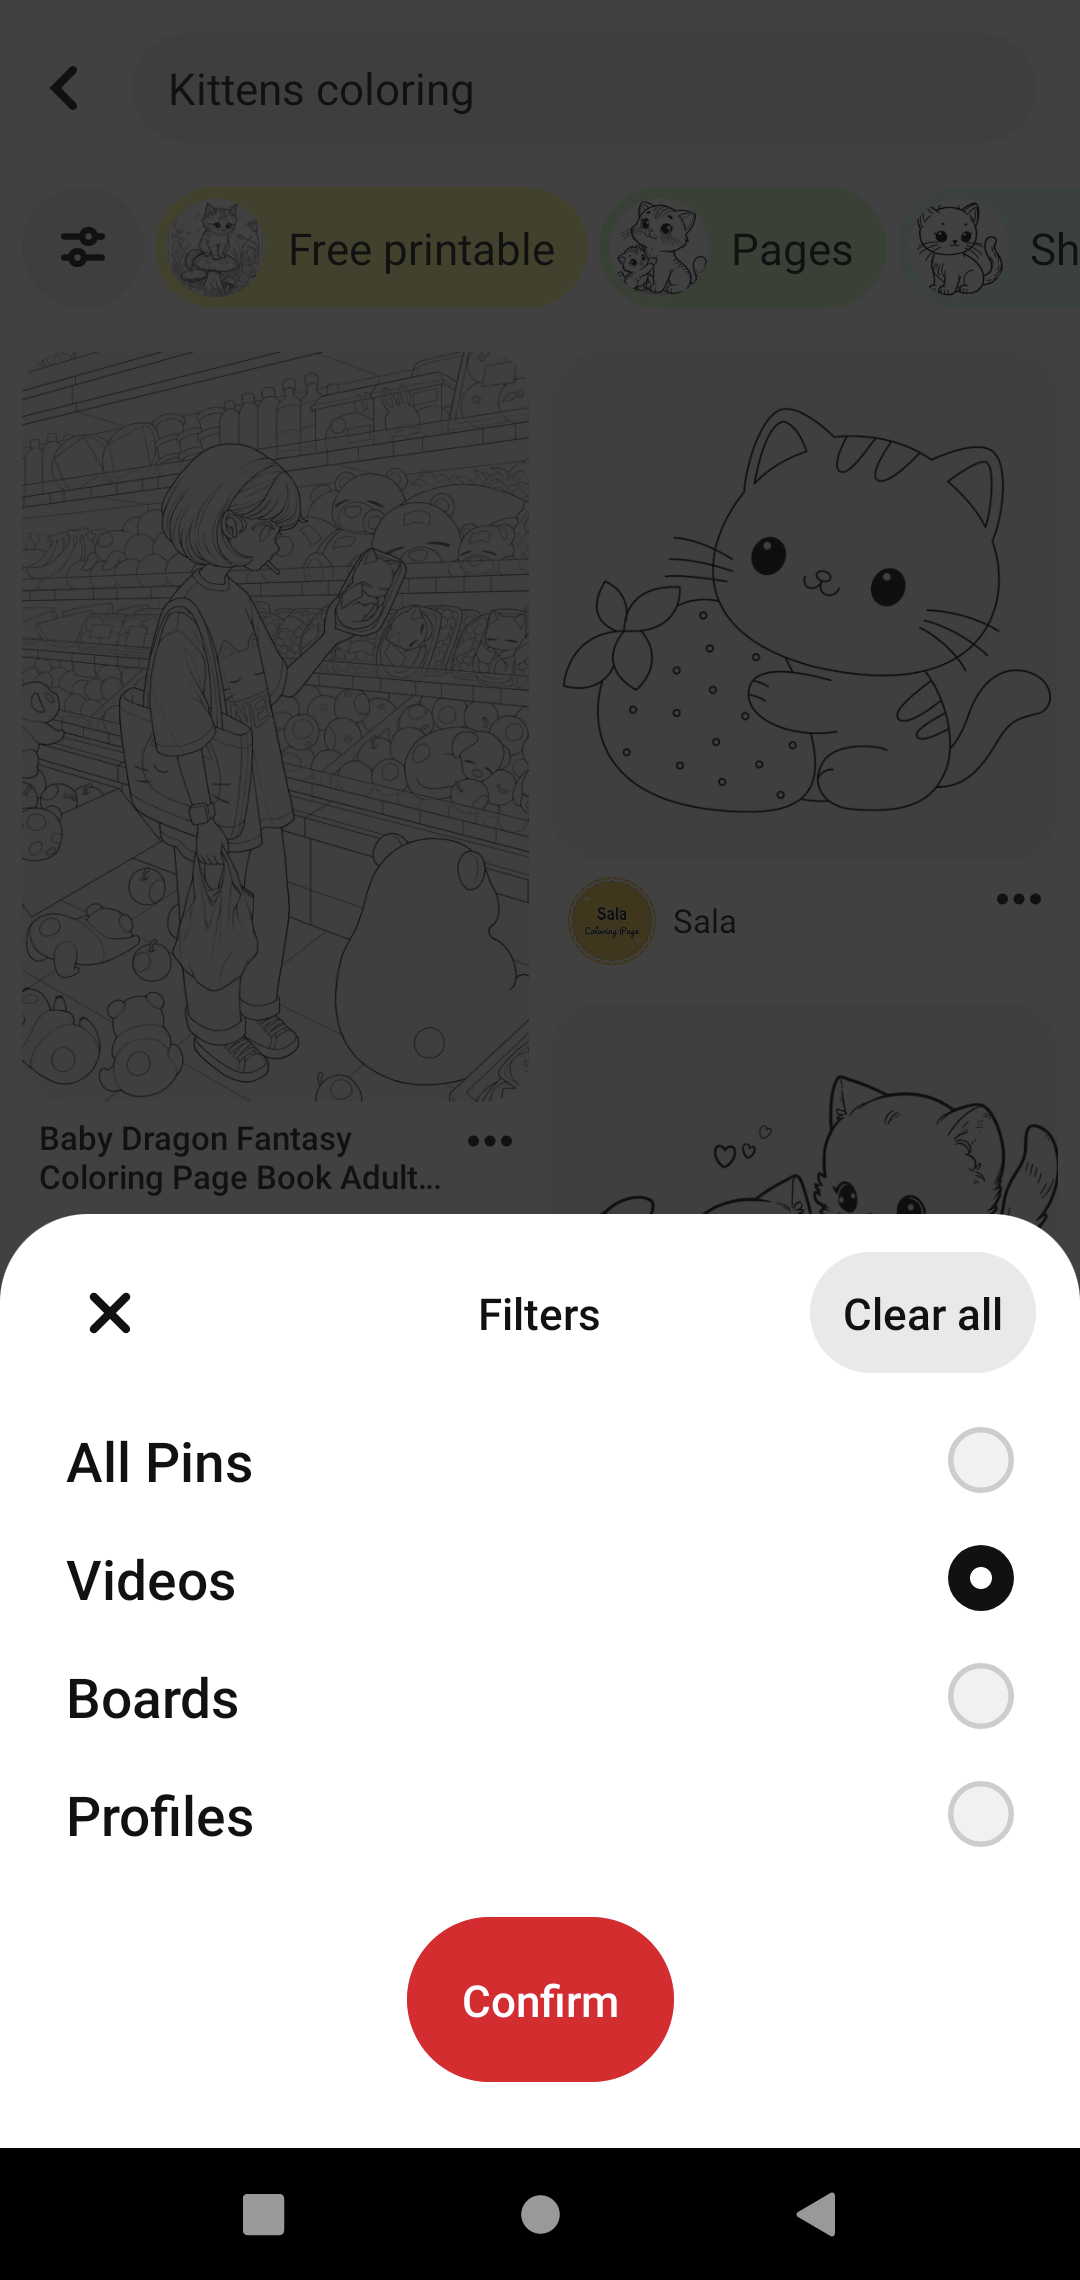 Kittens coloring
Free printable
Pages
Sh
Sala
Coloring Page
Sala
Baby Dragon Fantasy
Coloring Page Book Adult...
Filters
Clear all
All Pins
Videos
Boards
Profiles
Confirm